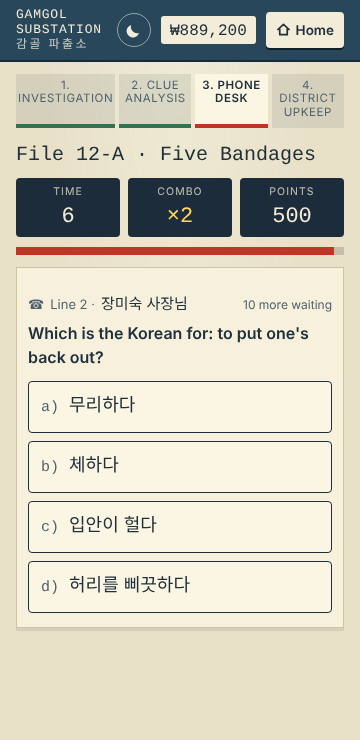 GAMGOL
SUBSTATION
감골 파출소
₩889,200
Home
1. INVESTIGATION
2. CLUE ANALYSIS
3. PHONE DESK
4. DISTRICT UPKEEP
File 12-A · Five Bandages
TIME
6
COMBO
×2
POINTS
500
☎ Line 2 · 장미숙 사장님
10 more waiting
Which is the Korean for: to put one's
back out?
a) 무리하다
b) 체하다
c) 입안이 헐다
d) 허리를 삐끗하다